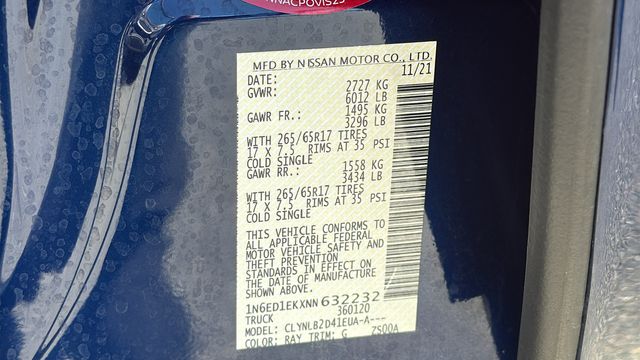 NNACPOVIS25
MFD BY NISSAN MOTOR CO., LTD.
DATE: 11/21
GVWR: 2727 KG
6012 LB
GAWR FR.: 1495 KG
3296 LB
WITH 265/65R17 TIRES
17 X 7.5 RIMS AT 35 PSI
COLD SINGLE
GAWR RR.: 1558 KG
3434 LB
WITH 265/65R17 TIRES
17 X 7.5 RIMS AT 35 PSI
COLD SINGLE
THIS VEHICLE CONFORMS TO
ALL APPLICABLE FEDERAL
MOTOR VEHICLE SAFETY AND
THEFT PREVENTION
STANDARDS IN EFFECT ON
THE DATE OF MANUFACTURE
SHOWN ABOVE.
1N6ED1EKXNN632232
TRUCK 360120
MODEL: CLYNLB2D41EUA-A---
COLOR: RAY TRIM: G ZS00A